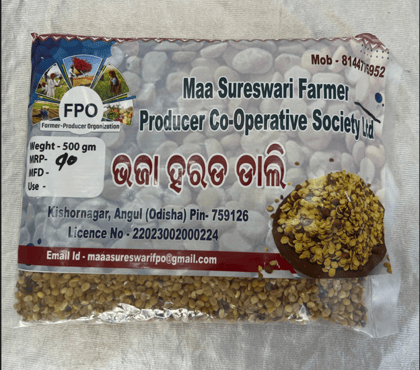 Mob - 8144776952
Maa Sureswari Farmer
Producer Co-Operative Society Ltd
FPO
Farmer-Producer Organization
Weght - 500 gm
MRP- 90
MFD -
Use -
ଭଜା ହରଡ ଡାଲି
Kishornagar, Angul (Odisha) Pin- 759126
Licence No - 22023002000224
Email Id - maaasureswarifpo@gmail.com